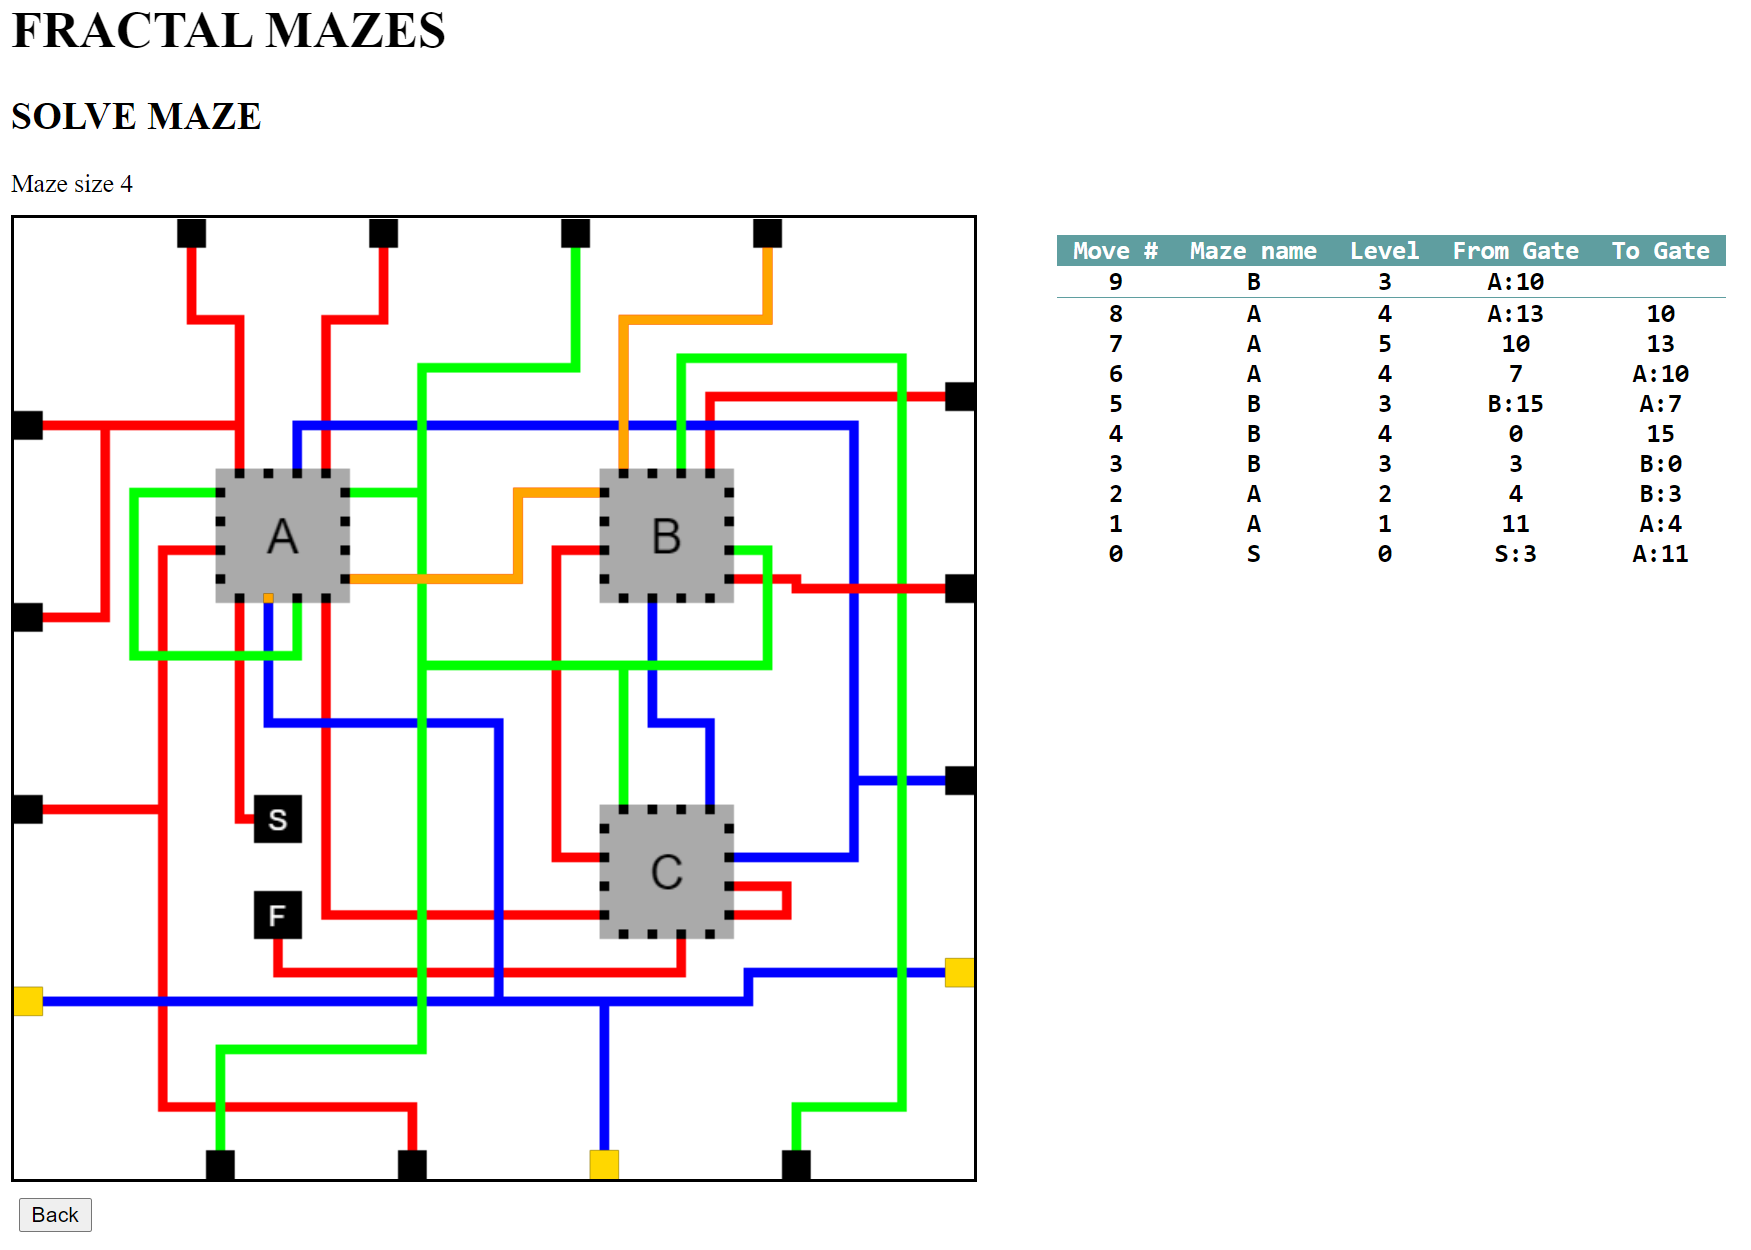 FRACTAL MAZES
SOLVE MAZE
Maze size 4
A
B
S
C
F
Back
Move # Maze name Level From Gate To Gate
9 B 3 A:10
8 A 4 A:13 10
7 A 5 10 13
6 A 4 7 A:10
5 B 3 B:15 A:7
4 B 4 0 15
3 B 3 3 B:0
2 A 2 4 B:3
1 A 1 11 A:4
0 S 0 S:3 A:11